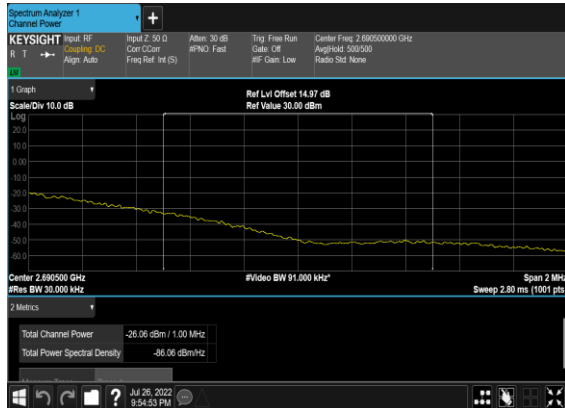 Spectrum Analyzer 1
Channel Power
+
KEYSIGHT
R T
LXI
Input: RF
Coupling: DC
Align: Auto
Input Z: 50 Ω
Corr CCorr
Freq Ref: Int (S)
Atten: 30 dB
#PNO: Fast
Trig: Free Run
Gate: Off
#IF Gain: Low
Center Freq: 2.690500000 GHz
Avg|Hold: 500/500
Radio Std: None
1 Graph
Scale/Div 10.0 dB
Ref Lvl Offset 14.97 dB
Ref Value 30.00 dBm
Log
20.0
10.0
0.00
-10.0
-20.0
-30.0
-40.0
-50.0
-60.0
Center 2.690500 GHz
#Res BW 30.000 kHz
#Video BW 91.000 kHz*
Span 2 MHz
Sweep 2.80 ms (1001 pts
2 Metrics
Total Channel Power -26.06 dBm / 1.00 MHz
Total Power Spectral Density -86.06 dBm/Hz
?
Jul 26, 2022
9:54:53 PM